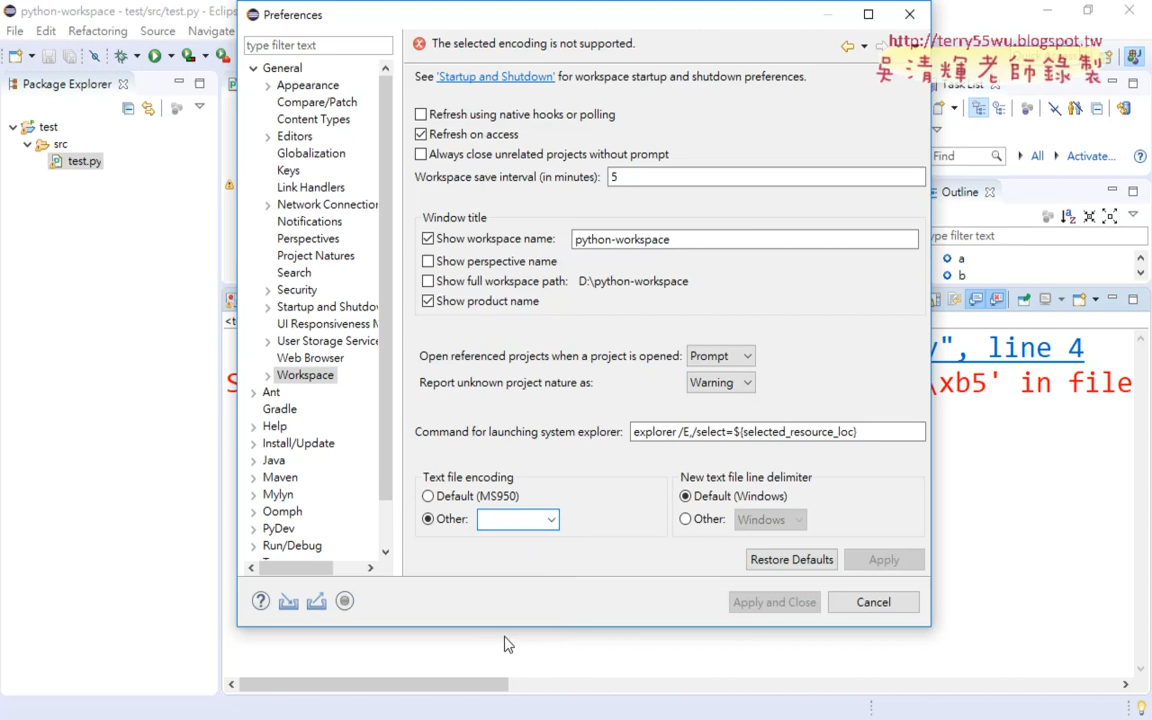 python-workspace - test/src/test.py - Eclips
File Edit Refactoring Source Navigate
Package Explorer
test
src
test.py
Preferences
type filter text
General
Appearance
Compare/Patch
Content Types
Editors
Globalization
Keys
Link Handlers
Network Connection
Notifications
Perspectives
Project Natures
Search
Security
Startup and Shutdov
UI Responsiveness M
User Storage Service
Web Browser
Workspace
Ant
Gradle
Help
Install/Update
Java
Maven
Mylyn
Oomph
PyDev
Run/Debug
The selected encoding is not supported.
See 'Startup and Shutdown' for workspace startup and shutdown preferences.
Refresh using native hooks or polling
Refresh on access
Always close unrelated projects without prompt
Workspace save interval (in minutes): 5
Window title
Show workspace name: python-workspace
Show perspective name
Show full workspace path: D:\python-workspace
Show product name
Open referenced projects when a project is opened: Prompt
Report unknown project nature as: Warning
Command for launching system explorer: explorer /E,/select=${selected_resource_loc}
Text file encoding
Default (MS950)
Other:
New text file line delimiter
Default (Windows)
Other: Windows
Restore Defaults Apply
Apply and Close Cancel
http://terry55wu.blogspot.tw
吳清輝老師錄製
Find All Activate...
Outline
type filter text
a
b
y", line 4
\xb5' in file